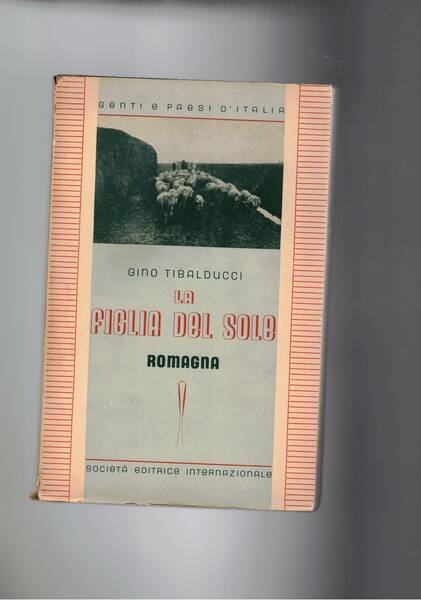 GENTI E PAESI D'ITALIA
GINO TIBALDUCCI
LA
FIGLIA DEL SOLE
ROMAGNA
SOCIETÀ EDITRICE INTERNAZIONALE